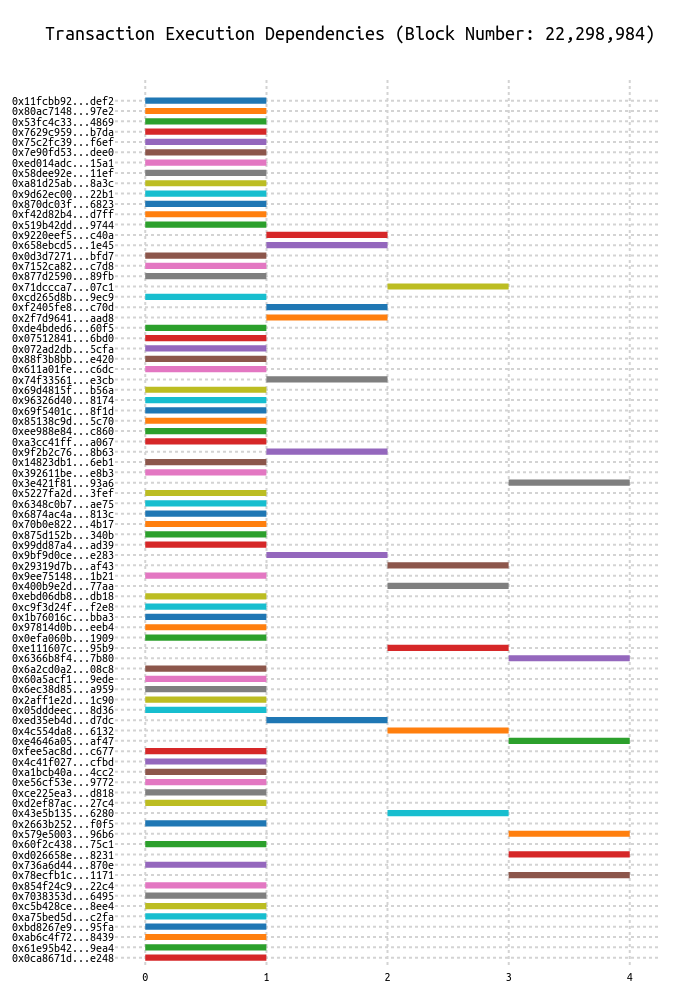 Transaction Execution Dependencies (Block Number: 22,298,984)
0x11fcbb92...def2
0x80ac7148...97e2
0x53fc4c33...4869
0x7629c959...b7da
0x75c2fc39...f6ef
0x7e90fd53...dee0
0xed014adc...15a1
0x58dee92e...11ef
0xa81d25ab...8a3c
0x9d62ec00...22b1
0x870dc03f...6823
0xf42d82b4...d7ff
0x519b42dd...9744
0x9220eef5...c40a
0x658ebcd5...1e45
0x0d3d7271...bfd7
0x7152ca82...c7d8
0x877d2590...89fb
0x71dccca7...07c1
0xcd265d8b...9ec9
0xf2405fe8...c70d
0x2f7d9641...aad8
0xde4bded6...60f5
0x07512841...6bd0
0x072ad2db...5cfa
0x88f3b8bb...e420
0x611a01fe...c6dc
0x74f33561...e3cb
0x69d4815f...b56a
0x96326d40...8174
0x69f5401c...8f1d
0x85138c9d...5c70
0xee988e84...c860
0xa3cc41ff...a067
0x9f2b2c76...8b63
0x14823db1...6eb1
0x392611be...e8b3
0x3e421f81...93a6
0x5227fa2d...3fef
0x6348c0b7...ae75
0x6874ac4a...813c
0x70b0e822...4b17
0x875d152b...340b
0x99dd87a4...ad39
0x9bf9d0ce...e283
0x29319d7b...af43
0x9ee75148...1b21
0x400b9e2d...77aa
0xebd06db8...db18
0xc9f3d24f...f2e8
0x1b76016c...bba3
0x97814d0b...eeb4
0x0efa060b...1909
0xe111607c...95b9
0x6366b8f4...7b80
0x6a2cd0a2...08c8
0x60a5acf1...9ede
0x6ec38d85...a959
0x2aff1e2d...1c90
0x05dddeec...8d36
0xed35eb4d...d7dc
0x4c554da8...6132
0xe4646a05...af47
0xfee5ac8d...c677
0x4c41f027...cfbd
0xa1bcb40a...4cc2
0xe56cf53e...9772
0xce225ea3...d818
0xd2ef87ac...27c4
0x43e5b135...6280
0x2663b252...f0f5
0x579e5003...96b6
0x60f2c438...75c1
0xd026658e...8231
0x736a6d44...870e
0x78ecfb1c...1171
0x854f24c9...22c4
0x7038353d...6495
0xc5b428ce...8ee4
0xa75bed5d...c2fa
0xbd8267e9...95fa
0xab6c4f72...8439
0x61e95b42...9ea4
0x0ca8671d...e248
0 1 2 3 4